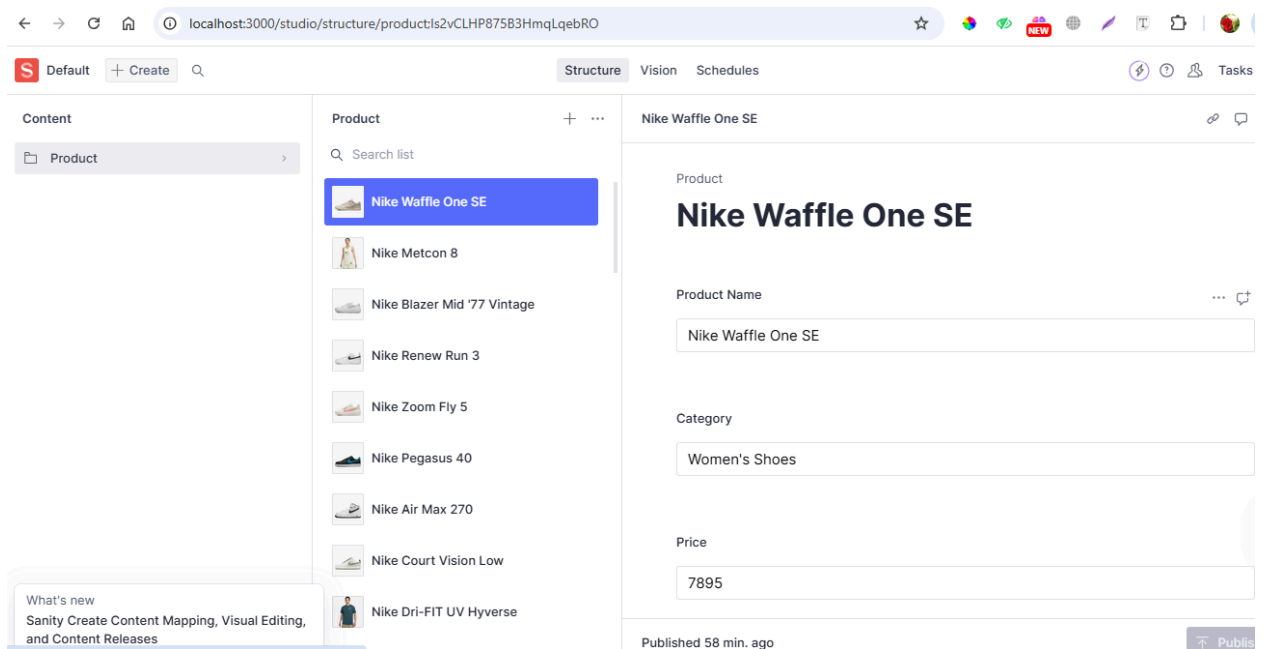 localhost:3000/studio/structure/product;ls2vCLHP875B3HmqLqebRO
NEW
T
S Default Create
Structure Vision Schedules
Tasks
Content
Product
Product
Search list
Nike Waffle One SE
Nike Metcon 8
Nike Blazer Mid '77 Vintage
Nike Renew Run 3
Nike Zoom Fly 5
Nike Pegasus 40
Nike Air Max 270
Nike Court Vision Low
Nike Dri-FIT UV Hyverse
Nike Waffle One SE
Product
Nike Waffle One SE
Product Name
Nike Waffle One SE
Category
Women's Shoes
Price
7895
Published 58 min. ago
Publis
What's new
Sanity Create Content Mapping, Visual Editing,
and Content Releases